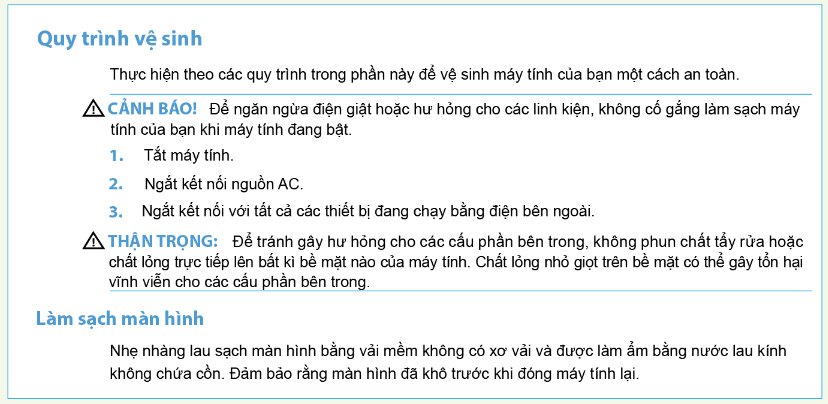 Quy trình vệ sinh
Thực hiện theo các quy trình trong phần này để vệ sinh máy tính của bạn một cách an toàn.
CẢNH BÁO! Để ngăn ngừa điện giật hoặc hư hỏng cho các linh kiện, không cố gắng làm sạch máy
tính của bạn khi máy tính đang bật.
1. Tắt máy tính.
2. Ngắt kết nối nguồn AC.
3. Ngắt kết nối với tất cả các thiết bị đang chạy bằng điện bên ngoài.
THẬN TRỌNG: Để tránh gây hư hỏng cho các cấu phần bên trong, không phun chất tẩy rửa hoặc
chất lỏng trực tiếp lên bất kì bề mặt nào của máy tính. Chất lỏng nhỏ giọt trên bề mặt có thể gây tổn hại
vĩnh viễn cho các cấu phần bên trong.
Làm sạch màn hình
Nhẹ nhàng lau sạch màn hình bằng vải mềm không có xơ vải và được làm ẩm bằng nước lau kính
không chứa cồn. Đảm bảo rằng màn hình đã khô trước khi đóng máy tính lại.